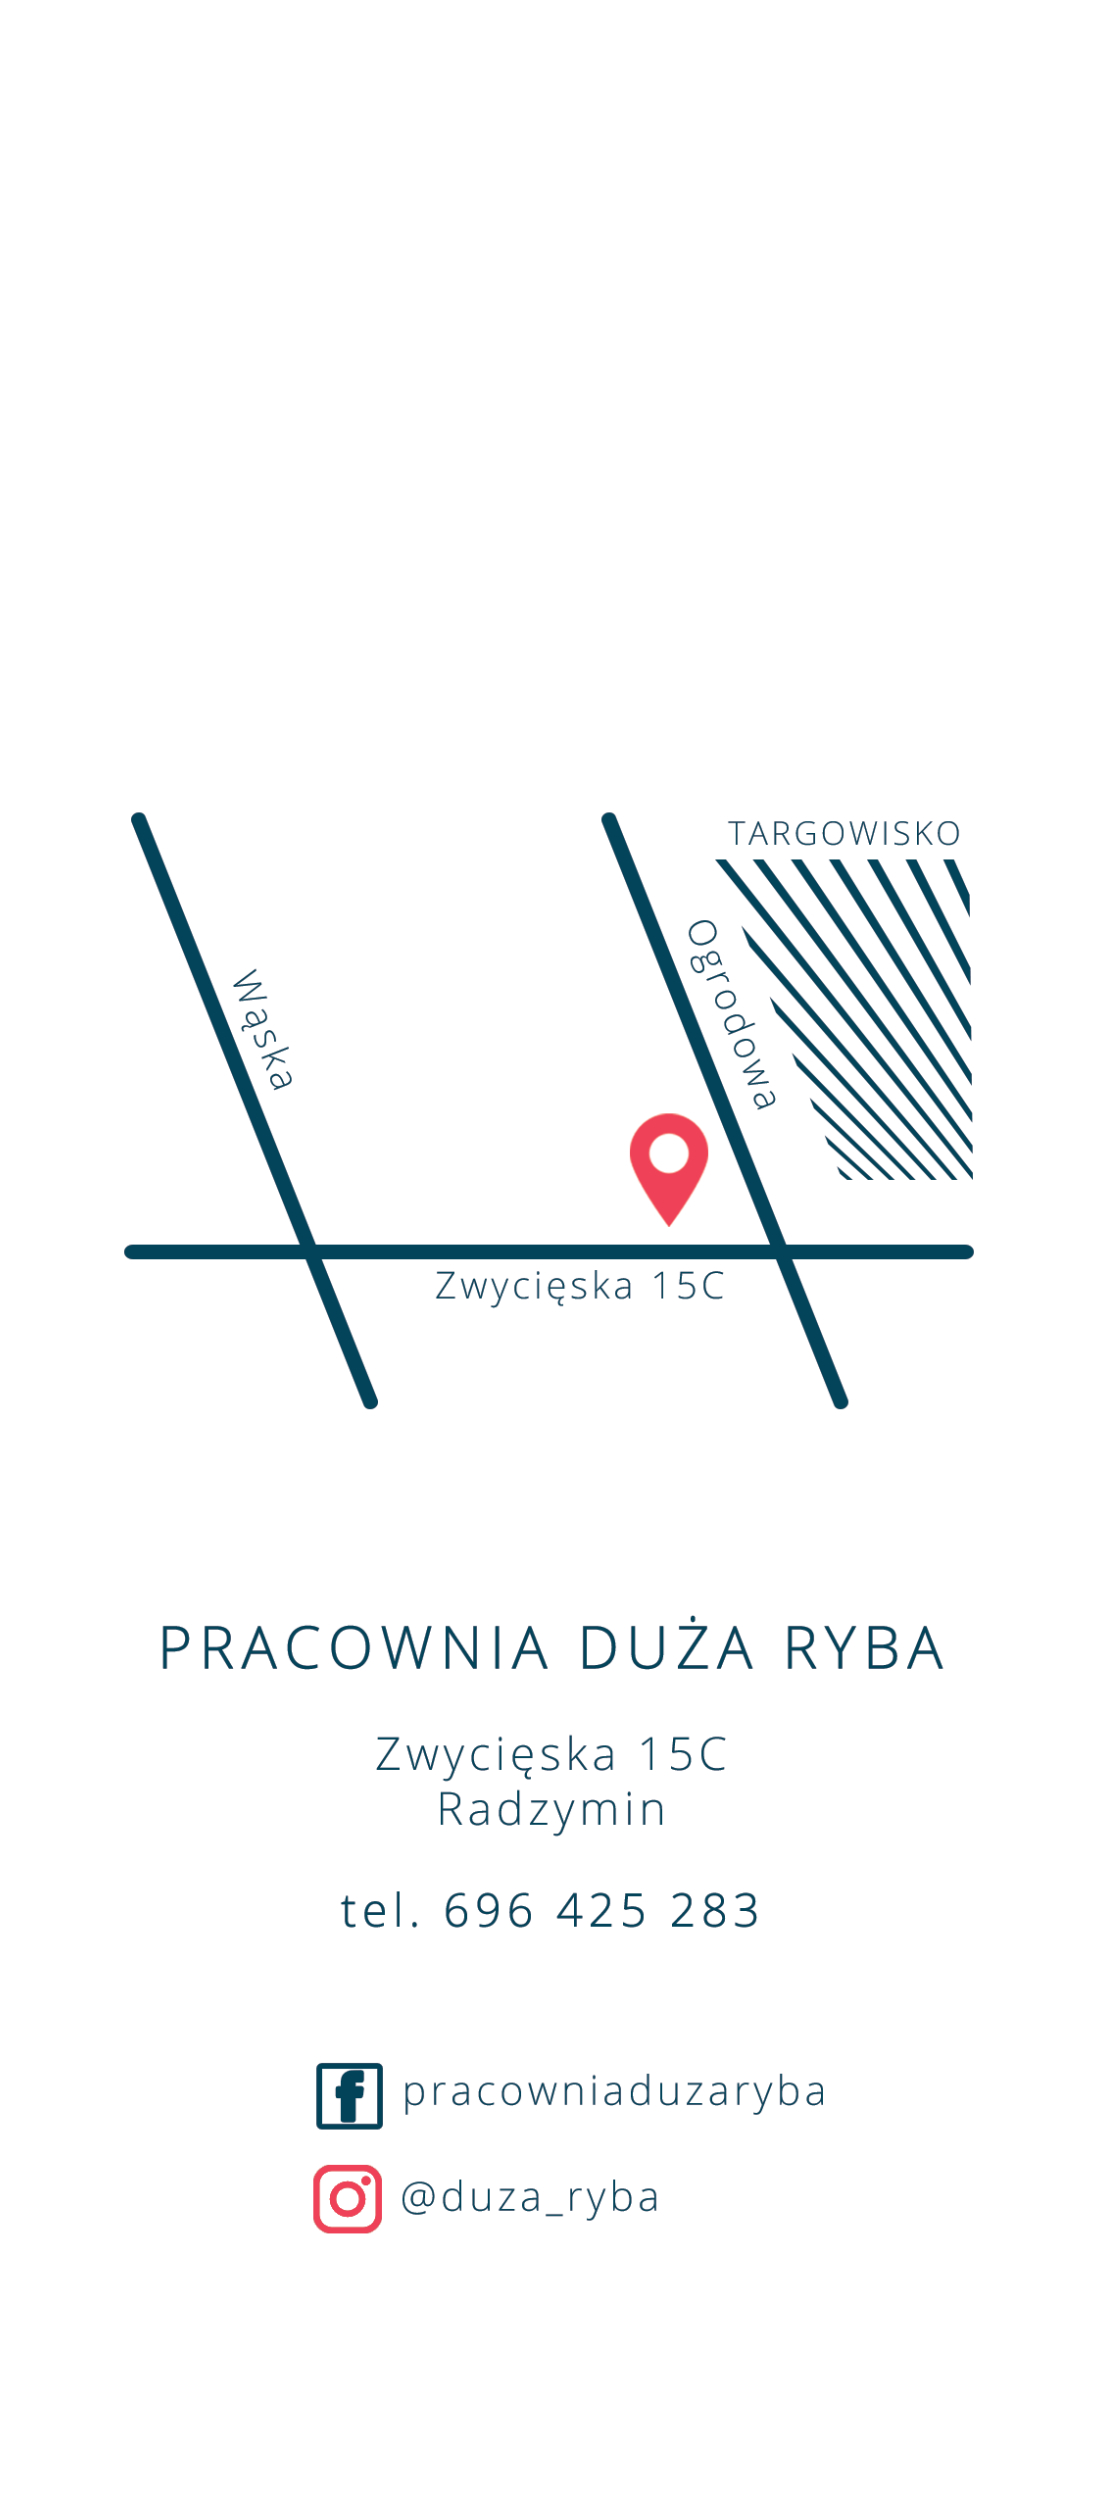 TARGOWISKO
Ogrodowa
Wąska
Zwycięska 15C
PRACOWNIA DUŻA RYBA
Zwycięska 15C
Radzymin
tel. 696 425 283
pracowniaduzaryba
@duza_ryba